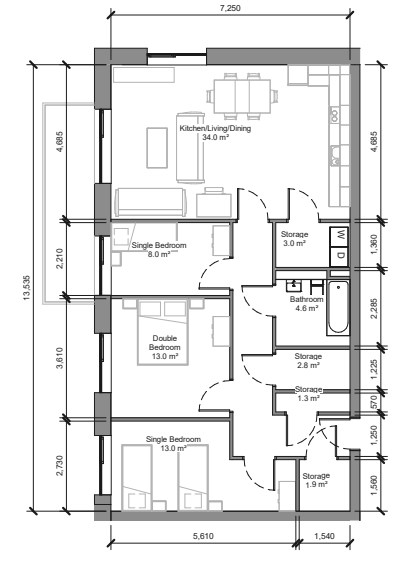 7,250
Kitchen/Living/Dining
34.0 m²
4,685
4,685
Storage
3.0 m²
W
D
1,360
Single Bedroom
8.0 m²
2,210
13,535
Bathroom
4.6 m²
2,285
Double
Bedroom
13.0 m²
3,610
Storage
2.8 m²
1,225
Storage
1.3 m²
570
Single Bedroom
13.0 m²
1,250
2,730
Storage
1.9 m²
1,560
5,610
1,540